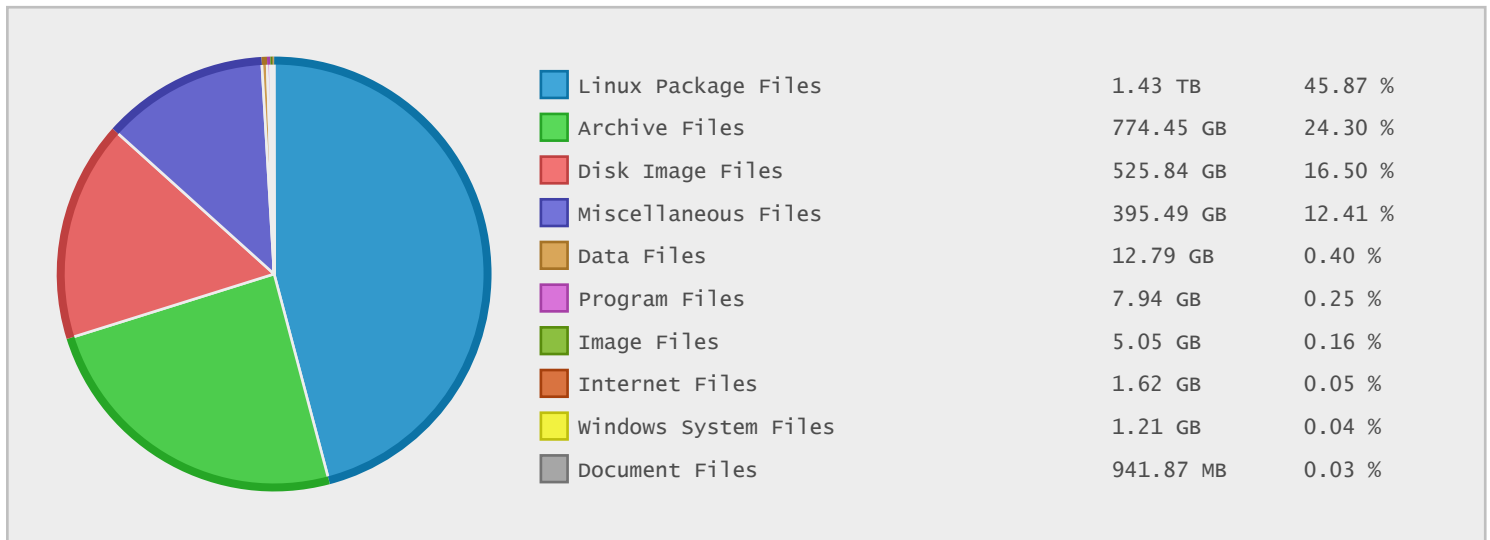 Linux Package Files 1.43 TB 45.87 %
Archive Files 774.45 GB 24.30 %
Disk Image Files 525.84 GB 16.50 %
Miscellaneous Files 395.49 GB 12.41 %
Data Files 12.79 GB 0.40 %
Program Files 7.94 GB 0.25 %
Image Files 5.05 GB 0.16 %
Internet Files 1.62 GB 0.05 %
Windows System Files 1.21 GB 0.04 %
Document Files 941.87 MB 0.03 %